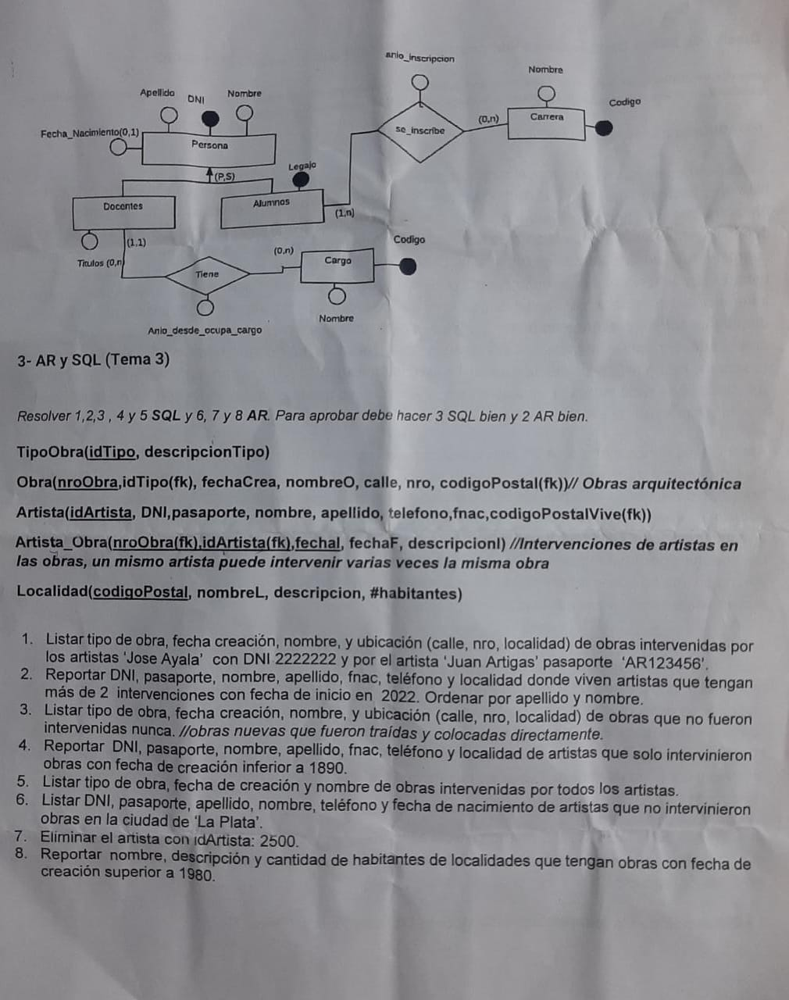 anio_inscripcion
Nombre
Apellido
DNI
Nombre
Codigo
Fecha_Nacimiento(0,1)
Persona
se_inscribe
(0,n)
Carrera
Legajo
(P,S)
Docentes
Alumnos
(1,n)
(1,1)
Codigo
Titulos (0,n)
(0,n)
Cargo
Tiene
Nombre
Anio_desde_ocupa_cargo
3- AR y SQL (Tema 3)
Resolver 1,2,3 , 4 y 5 SQL y 6, 7 y 8 AR. Para aprobar debe hacer 3 SQL bien y 2 AR bien.
TipoObra(idTipo, descripcionTipo)
Obra(nroObra,idTipo(fk), fechaCrea, nombreO, calle, nro, codigoPostal(fk))// Obras arquitectónica
Artista(idArtista, DNI,pasaporte, nombre, apellido, telefono,fnac,codigoPostalVive(fk))
Artista_Obra(nroObra(fk),idArtista(fk),fechaI, fechaF, descripcionI) //Intervenciones de artistas en
las obras, un mismo artista puede intervenir varias veces la misma obra
Localidad(codigoPostal, nombreL, descripcion, #habitantes)
1. Listar tipo de obra, fecha creación, nombre, y ubicación (calle, nro, localidad) de obras intervenidas por
los artistas ‘Jose Ayala’ con DNI 2222222 y por el artista ‘Juan Artigas’ pasaporte ‘AR123456’.
2. Reportar DNI, pasaporte, nombre, apellido, fnac, teléfono y localidad donde viven artistas que tengan
más de 2 intervenciones con fecha de inicio en 2022. Ordenar por apellido y nombre.
3. Listar tipo de obra, fecha creación, nombre, y ubicación (calle, nro, localidad) de obras que no fueron
intervenidas nunca. //obras nuevas que fueron traídas y colocadas directamente.
4. Reportar DNI, pasaporte, nombre, apellido, fnac, teléfono y localidad de artistas que solo intervinieron
obras con fecha de creación inferior a 1890.
5. Listar tipo de obra, fecha de creación y nombre de obras intervenidas por todos los artistas.
6. Listar DNI, pasaporte, apellido, nombre, teléfono y fecha de nacimiento de artistas que no intervinieron
obras en la ciudad de ‘La Plata’.
7. Eliminar el artista con idArtista: 2500.
8. Reportar nombre, descripción y cantidad de habitantes de localidades que tengan obras con fecha de
creación superior a 1980.